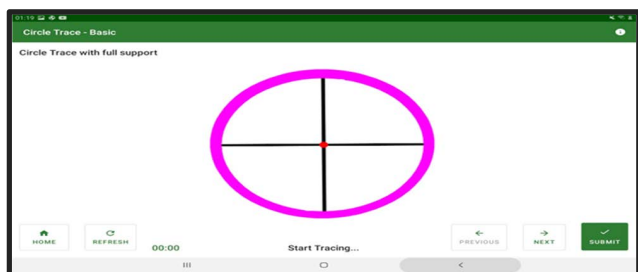 01:19
Circle Trace - Basic
Circle Trace with full support
HOME
REFRESH
00:00
Start Tracing...
PREVIOUS
NEXT
SUBMIT